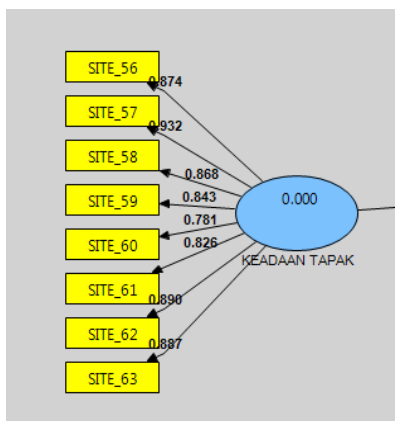 SITE_56
0.874
SITE_57
0.932
SITE_58
0.868
SITE_59
0.843
0.000
SITE_60
0.781
0.826
KEADAAN TAPAK
SITE_61
SITE_62
0.890
SITE_63
0.887